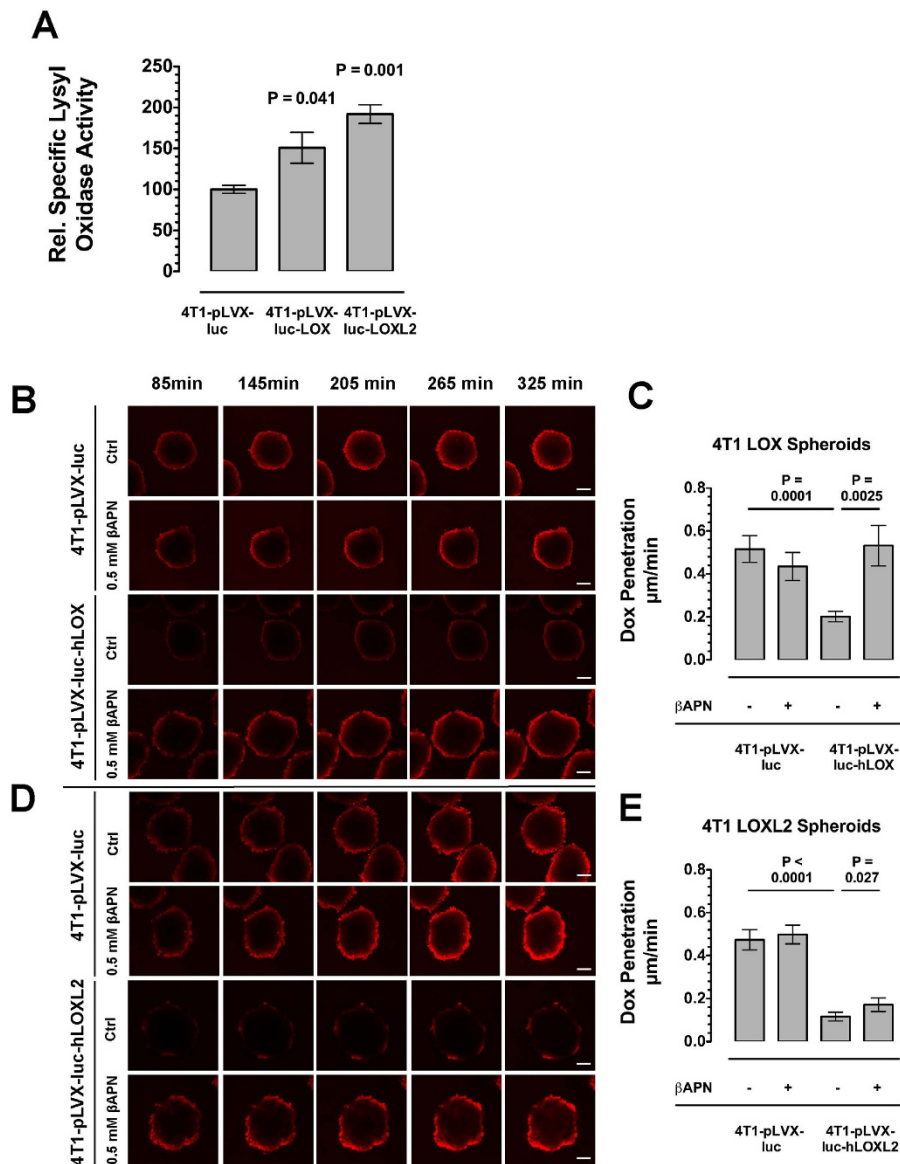 A
Rel. Specific Lysyl
Oxidase Activity
250
200
150
100
50
0
P = 0.041
P = 0.001
4T1-pLVX-
luc
4T1-pLVX-
luc-LOX
4T1-pLVX-
luc-LOXL2
B
85min
145min
205 min
265 min
325 min
4T1-pLVX-luc
Ctrl
0.5 mM βAPN
4T1-pLVX-luc-hLOX
Ctrl
0.5 mM βAPN
C
4T1 LOX Spheroids
Dox Penetration
µm/min
0.8
0.6
0.4
0.2
0.0
P =
0.0001
P =
0.0025
βAPN
-
+
-
+
4T1-pLVX-
luc
4T1-pLVX-
luc-hLOX
D
4T1-pLVX-luc
Ctrl
0.5 mM βAPN
4T1-pLVX-luc-hLOXL2
Ctrl
0.5 mM βAPN
E
4T1 LOXL2 Spheroids
Dox Penetration
µm/min
0.8
0.6
0.4
0.2
0.0
P <
0.0001
P =
0.027
βAPN
-
+
-
+
4T1-pLVX-
luc
4T1-pLVX-
luc-hLOXL2